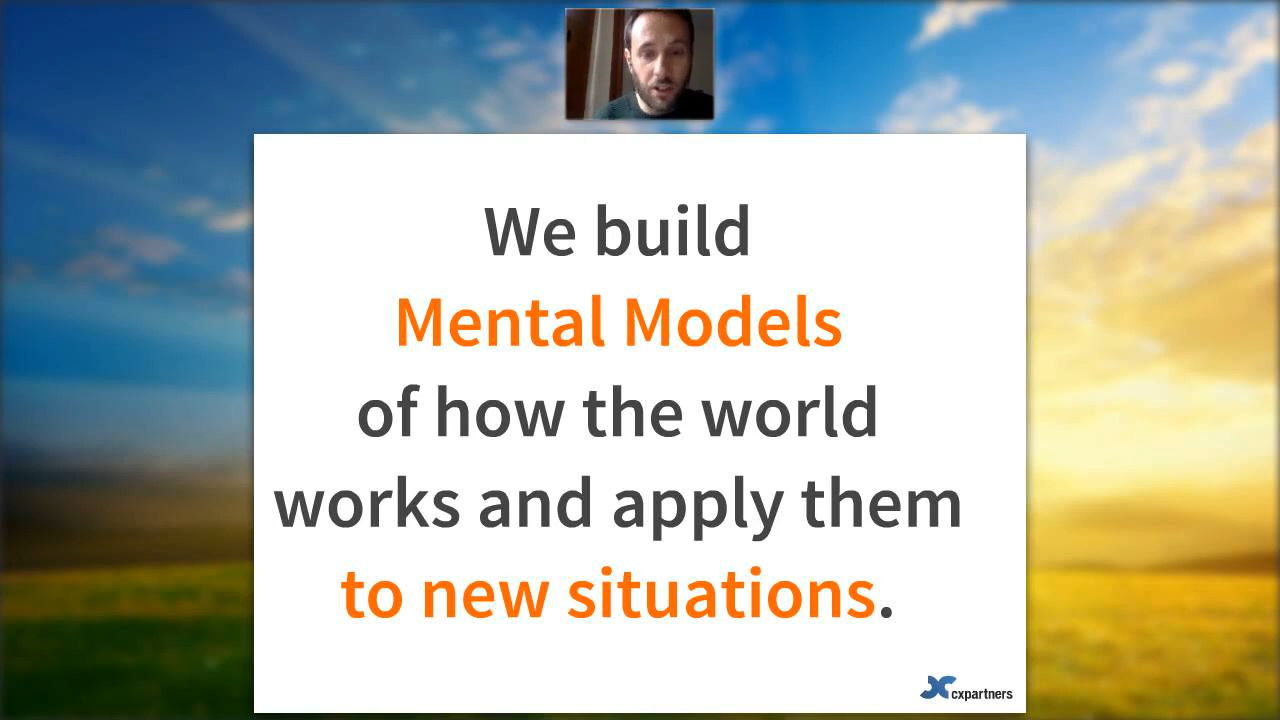 We build
Mental Models
of how the world
works and apply them
to new situations.
cxpartners